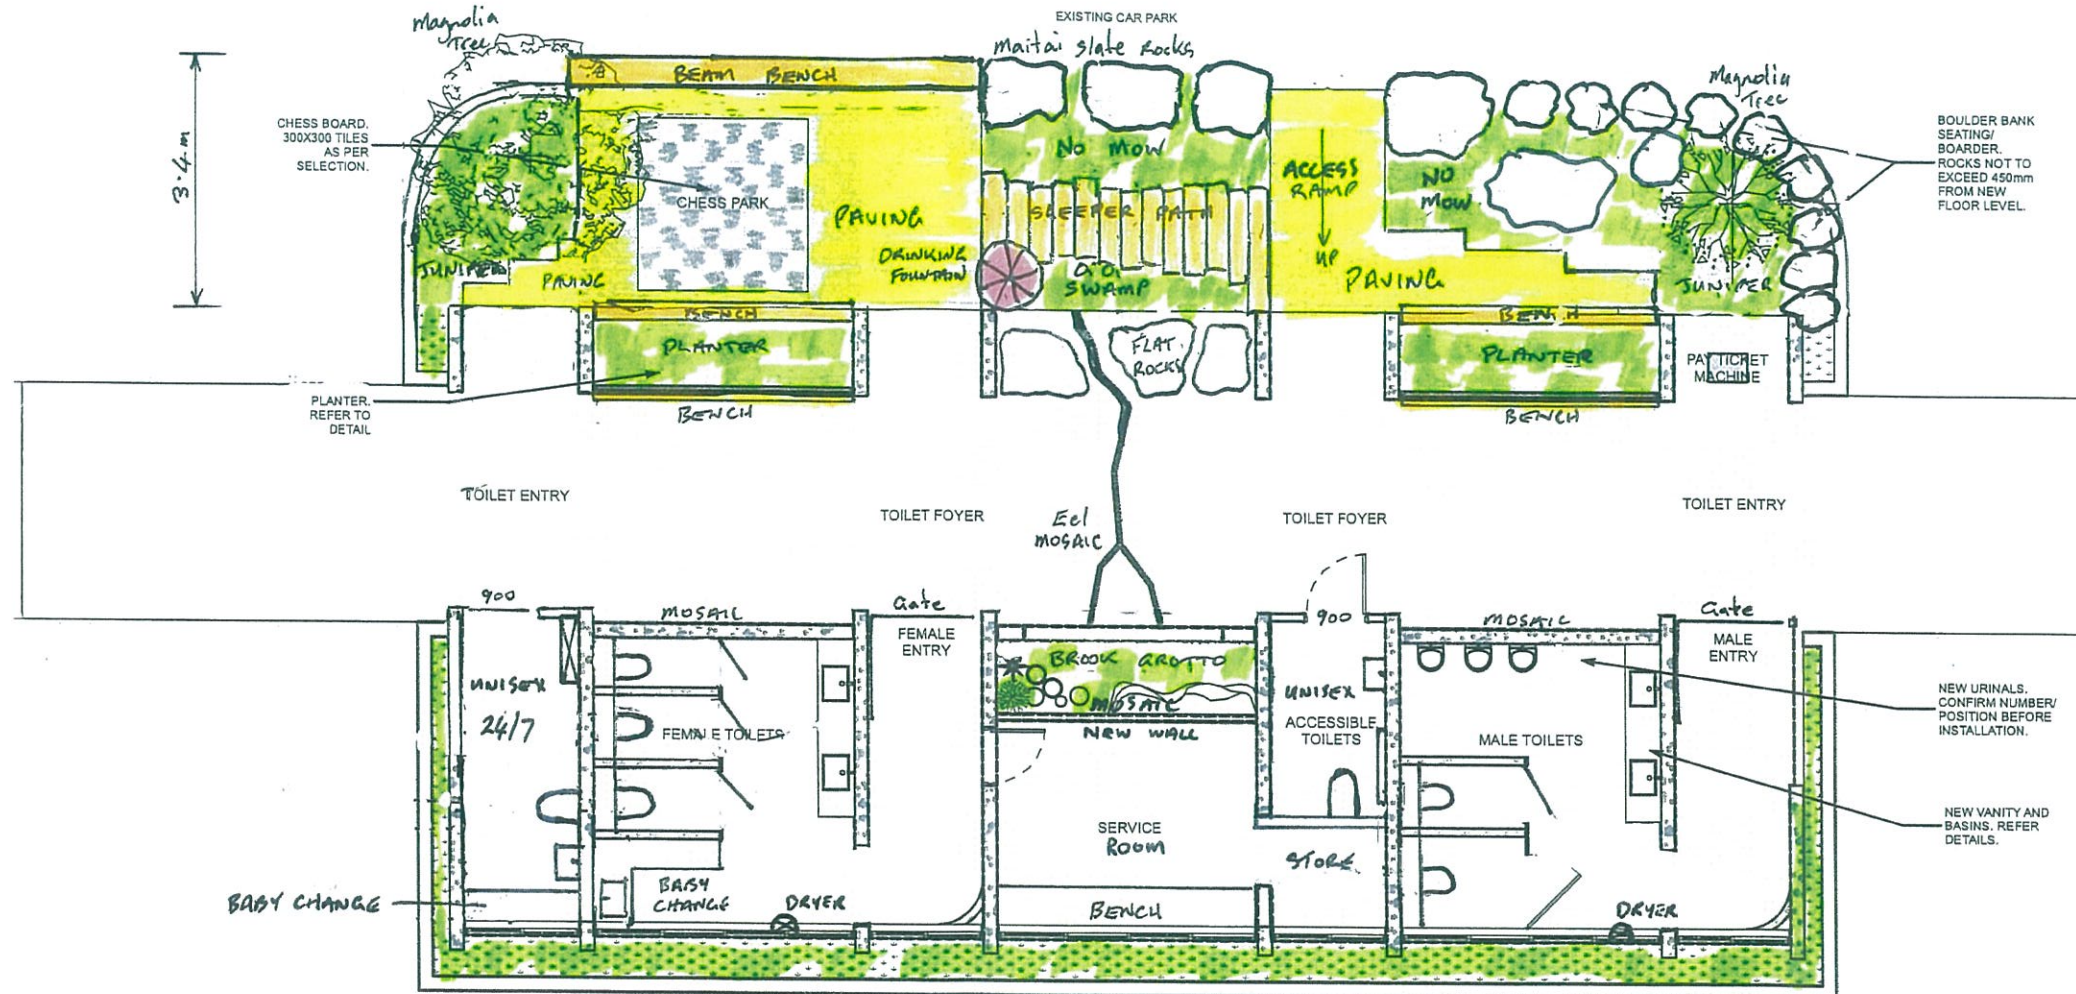 EXISTING CAR PARK
Magnolia
Tree
Maitai Slate Rocks
BEAM BENCH
Magnolia
Tree
3.4m
CHESS BOARD.
300X300 TILES
AS PER
SELECTION.
BOULDER BANK
SEATING/
BOARDER.
ROCKS NOT TO
EXCEED 450mm
FROM NEW
FLOOR LEVEL.
NO MOW
ACCESS
RAMP
UP
NO
MOW
CHESS PARK
PAVING
SLEEPER PATH
DRINKING
FOUNTAIN
JUNIPER
PAVING
OiOi
SWAMP
PAVING
JUNIPER
BENCH
BENCH
PLANTER
FLAT
ROCKS
PLANTER
PAY TICKET
MACHINE
PLANTER.
REFER TO
DETAIL
BENCH
BENCH
TOILET ENTRY
TOILET FOYER
Eel
MOSAIC
TOILET FOYER
TOILET ENTRY
900
MOSAIC
Gate
900
MOSAIC
Gate
FEMALE
ENTRY
MALE
ENTRY
BROOK GROTTO
MOSAIC
NEW WALL
UNISEX
24/7
FEMALE TOILETS
UNISEX
ACCESSIBLE
TOILETS
MALE TOILETS
NEW URINALS.
CONFIRM NUMBER/
POSITION BEFORE
INSTALLATION.
NEW VANITY AND
BASINS. REFER
DETAILS.
SERVICE
ROOM
STORE
BABY CHANGE
BABY
CHANGE
DRYER
BENCH
DRYER